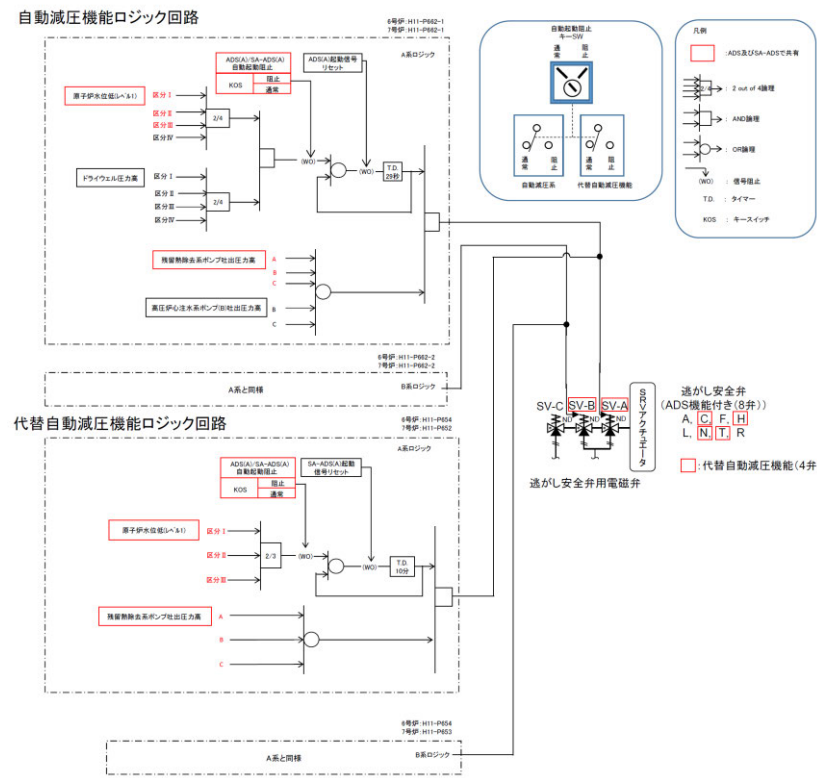 自動減圧機能ロジック回路
6号炉:H11-P662-1
7号炉:H11-P662-1
A系ロジック
ADS(A)/SA-ADS(A)
自動起動阻止
KOS
阻止
通常
ADS(A)起動信号
リセット
原子炉水位低(レベル1)
区分Ⅰ
区分Ⅱ
区分Ⅲ
区分Ⅳ
2/4
ドライウェル圧力高
区分Ⅰ
区分Ⅱ
区分Ⅲ
区分Ⅳ
2/4
(WO)
(WO)
T.D.
29秒
残留熱除去系ポンプ吐出圧力高
A
B
C
高圧炉心注水系ポンプ(B)吐出圧力高
B
C
6号炉:H11-P662-2
7号炉:H11-P662-2
A系と同様
B系ロジック
自動起動阻止
キーSW
通常
阻止
通常
阻止
通常
阻止
自動減圧系
代替自動減圧機能
凡例
:ADS及びSA-ADSで共有
2/4
: 2 out of 4論理
: AND論理
: OR論理
(WO) : 信号阻止
T.D. : タイマー
KOS : キースイッチ
代替自動減圧機能ロジック回路
6号炉:H11-P654
7号炉:H11-P652
A系ロジック
ADS(A)/SA-ADS(A)
自動起動阻止
KOS
阻止
通常
SA-ADS(A)起動
信号リセット
原子炉水位低(レベル1)
区分Ⅰ
区分Ⅱ
区分Ⅲ
2/3
(WO)
(WO)
T.D.
10分
残留熱除去系ポンプ吐出圧力高
A
B
C
6号炉:H11-P654
7号炉:H11-P653
A系と同様
B系ロジック
SV-C
SV-B
SV-A
ND
ND
ND
SRVアクチュエータ
逃がし安全弁用電磁弁
逃がし安全弁
(ADS機能付き(8弁))
A, C, F, H
L, N, T, R
:代替自動減圧機能(4弁